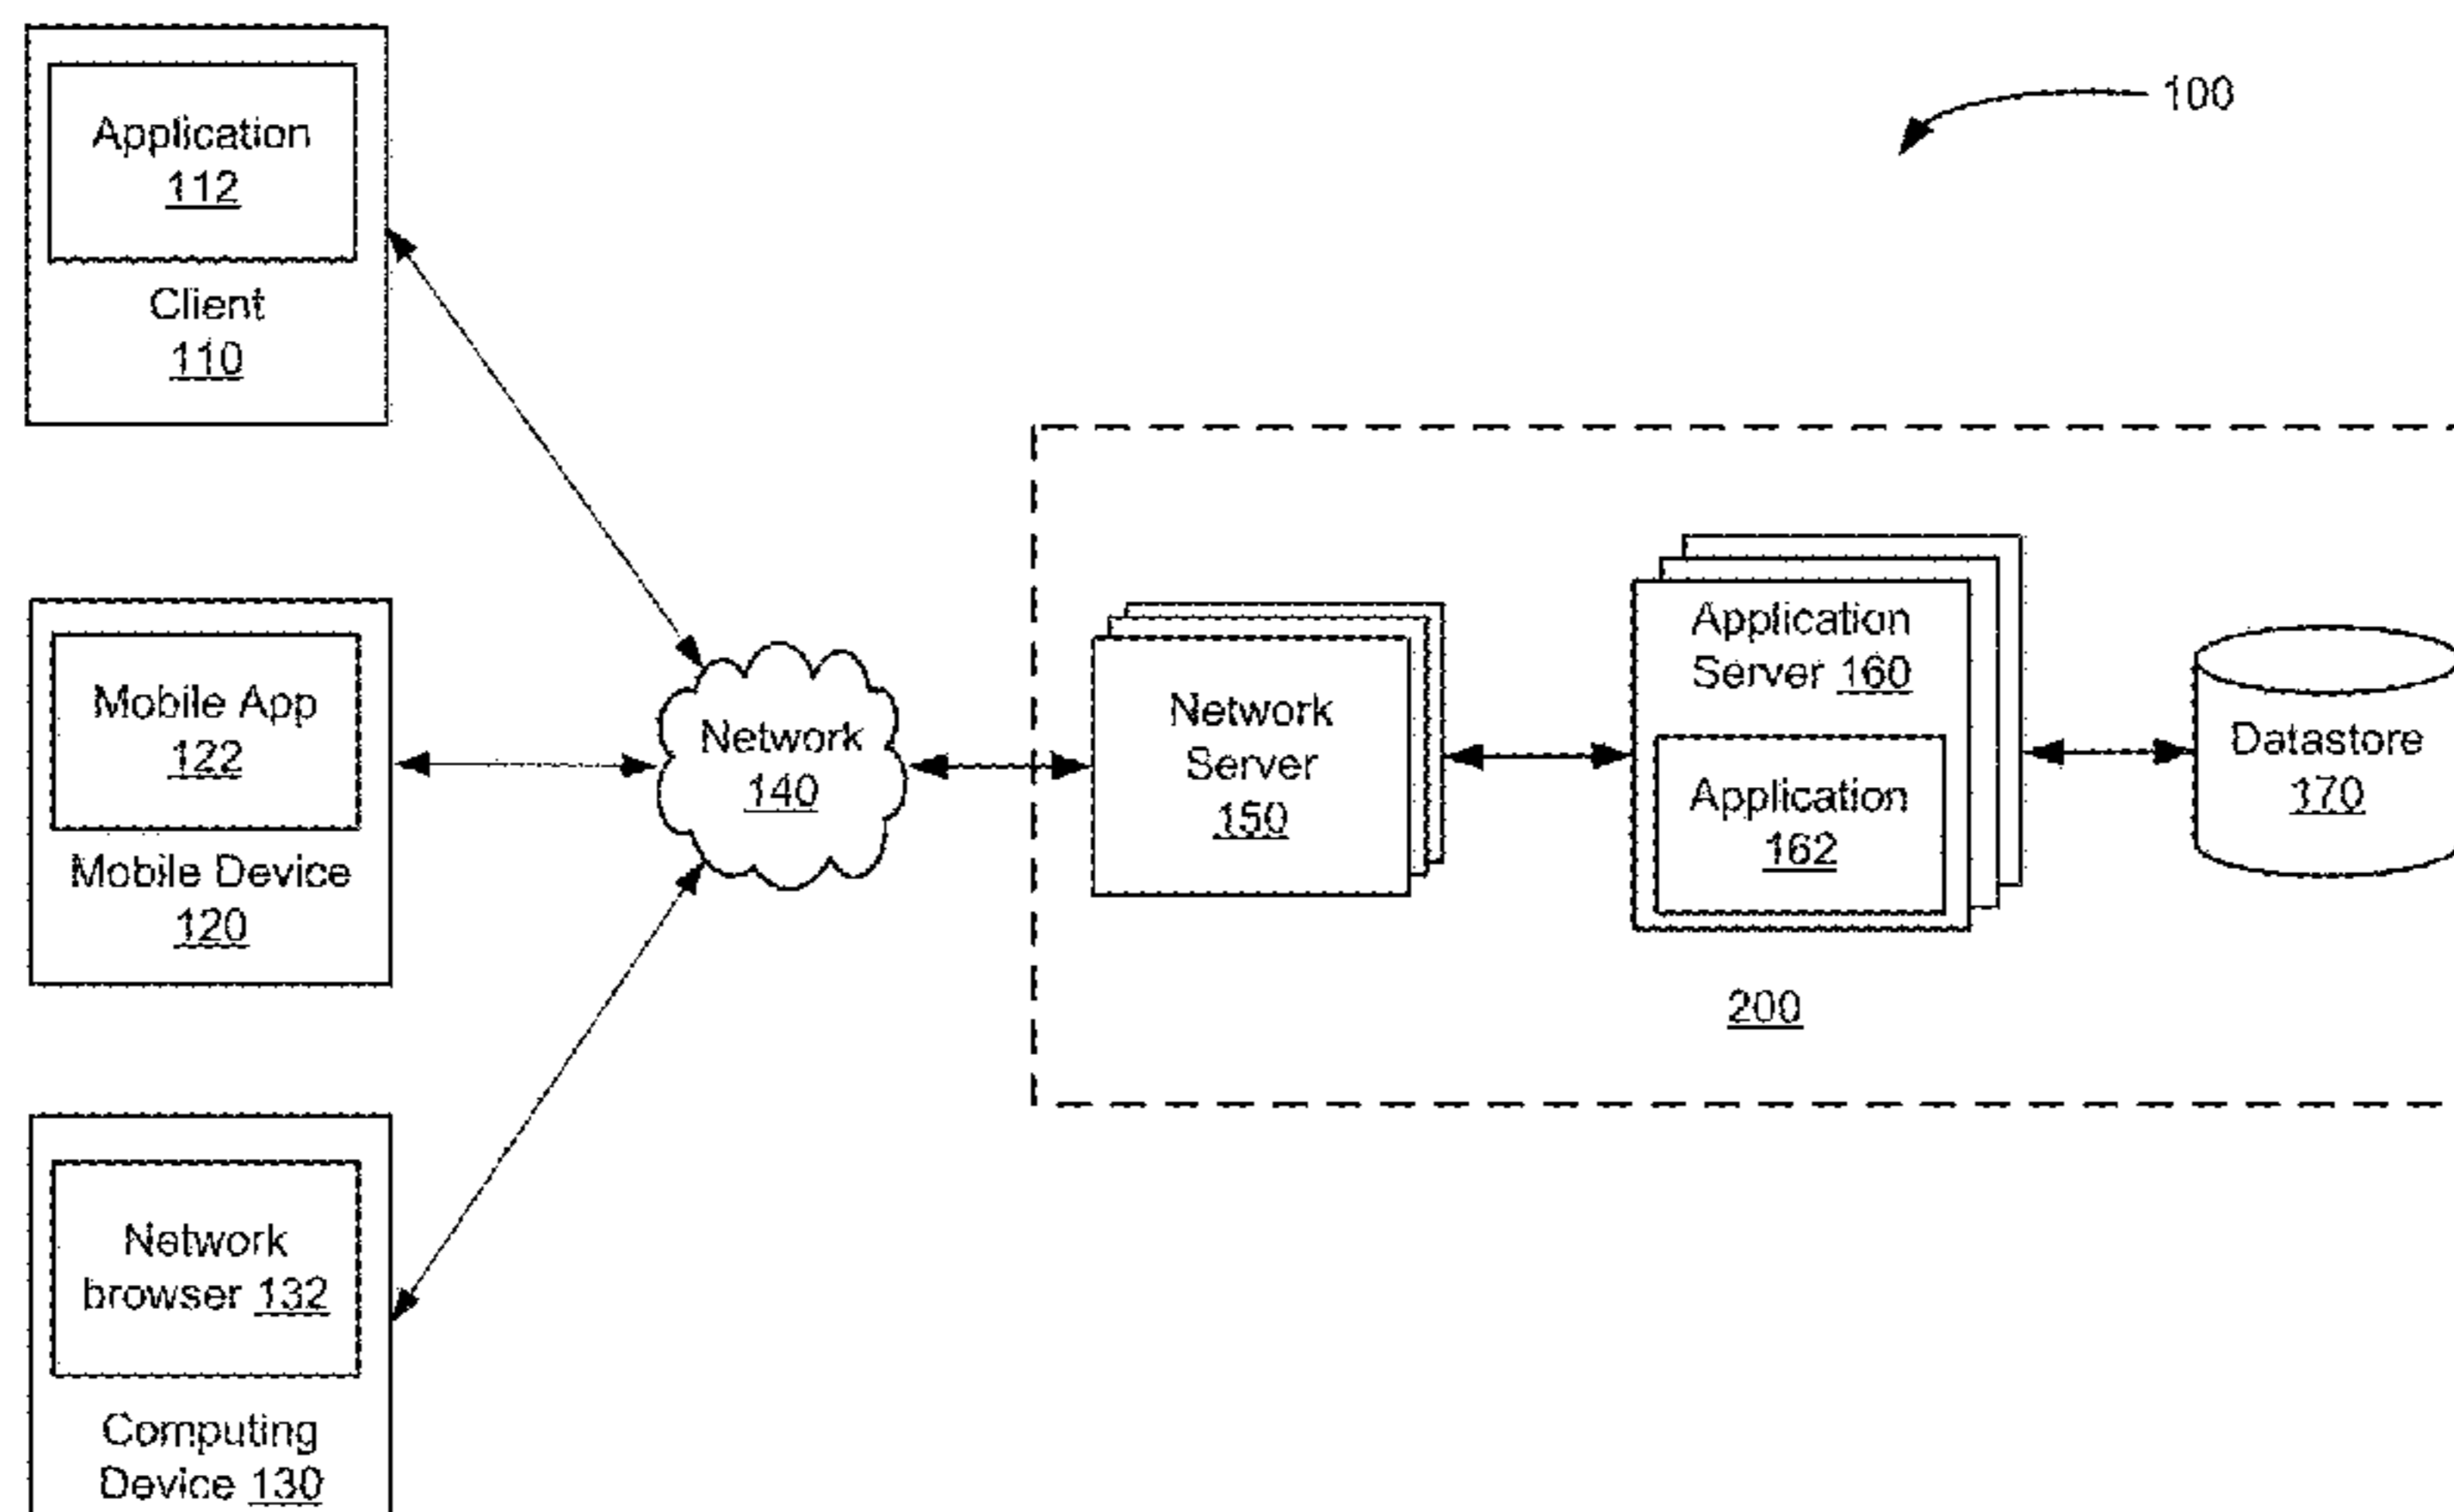 Application
112
Client
110
100
Mobile App
122
Mobile Device
120
Network
140
Network
Server
150
Application
Server 160
Application
162
Datastore
170
200
Network
browser 132
Computing
Device 130